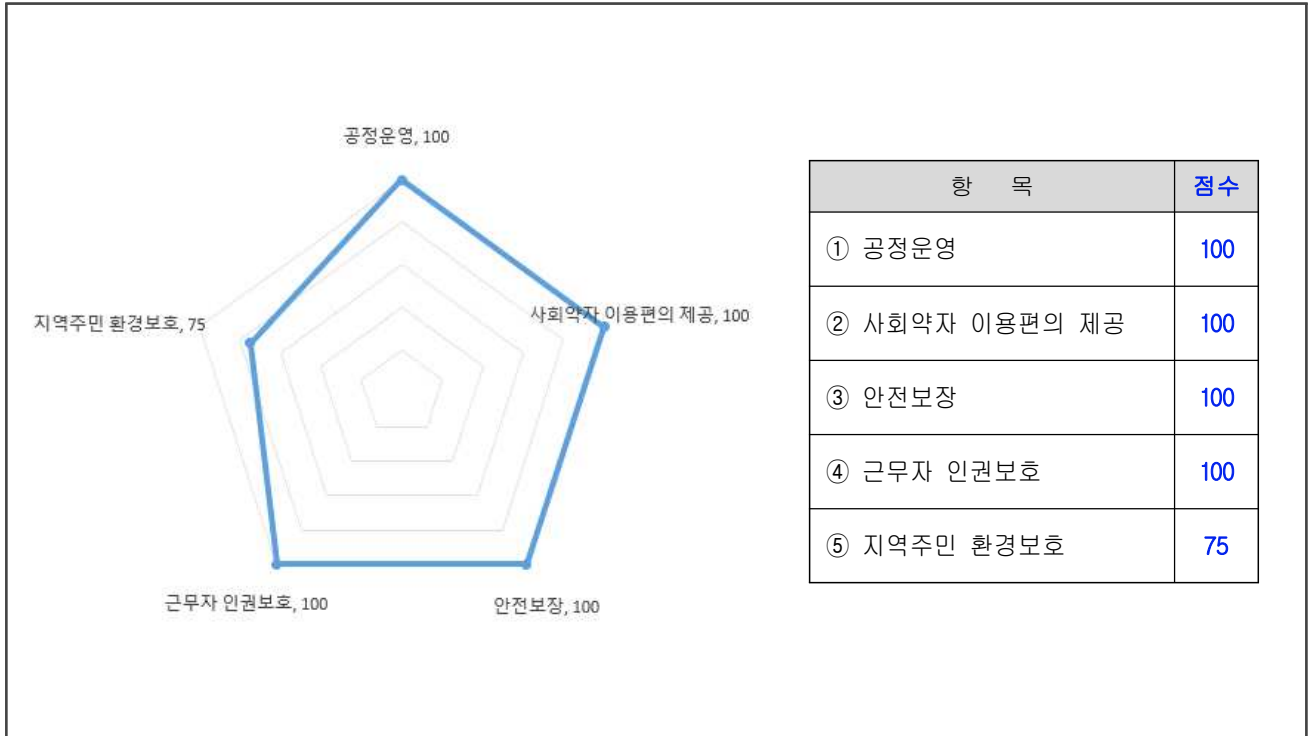 공정운영, 100
사회약자 이용편의 제공, 100
지역주민 환경보호, 75
근무자 인권보호, 100
안전보장, 100
항 목 점수
① 공정운영 100
② 사회약자 이용편의 제공 100
③ 안전보장 100
④ 근무자 인권보호 100
⑤ 지역주민 환경보호 75